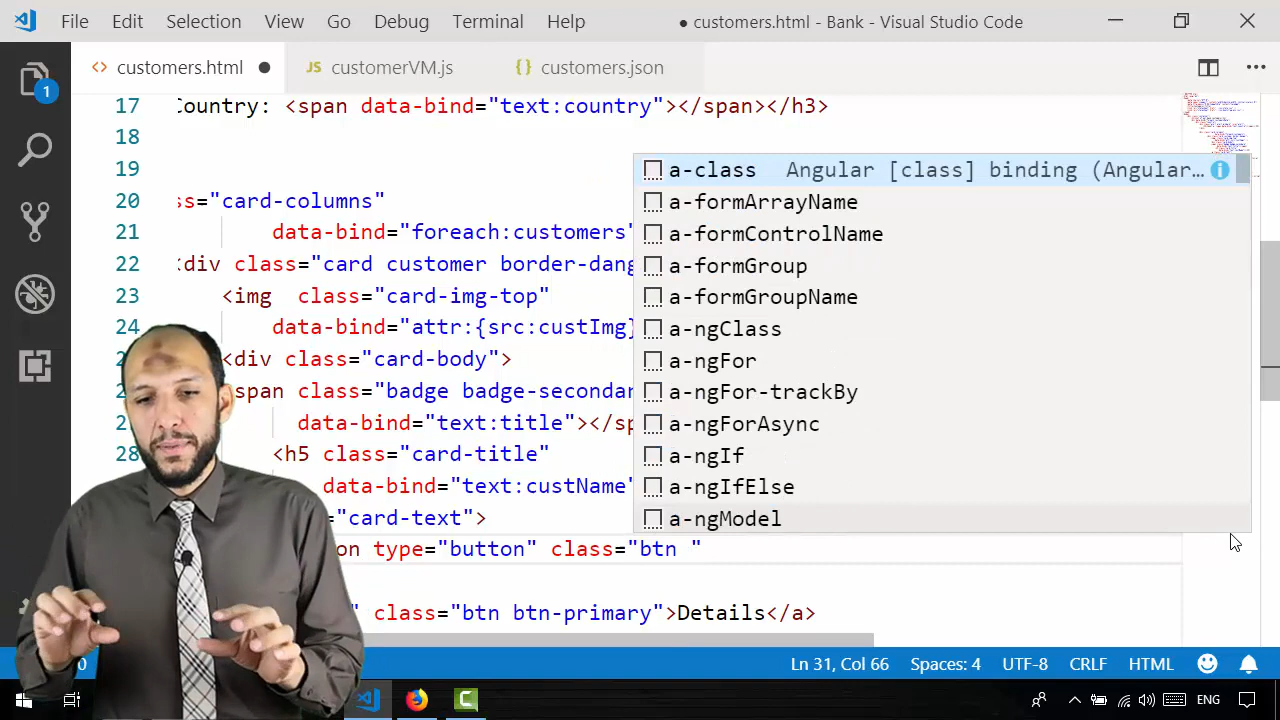 File Edit Selection View Go Debug Terminal Help ● customers.html - Bank - Visual Studio Code
customers.html ● JS customerVM.js {} customers.json
1
17 Country: <span data-bind="text:country"></span></h3>
18
19
20 ss="card-columns"
21 data-bind="foreach:customers"
22 <div class="card customer border-dang
23 <img class="card-img-top"
24 data-bind="attr:{src:custImg}
<div class="card-body">
span class="badge badge-secondar
data-bind="text:title"></sp
28 <h5 class="card-title"
data-bind="text:custName"
="card-text">
on type="button" class="btn "
" class="btn btn-primary">Details</a>
a-class Angular [class] binding (Angular...
a-formArrayName
a-formControlName
a-formGroup
a-formGroupName
a-ngClass
a-ngFor
a-ngFor-trackBy
a-ngForAsync
a-ngIf
a-ngIfElse
a-ngModel
0 Ln 31, Col 66 Spaces: 4 UTF-8 CRLF HTML
ENG